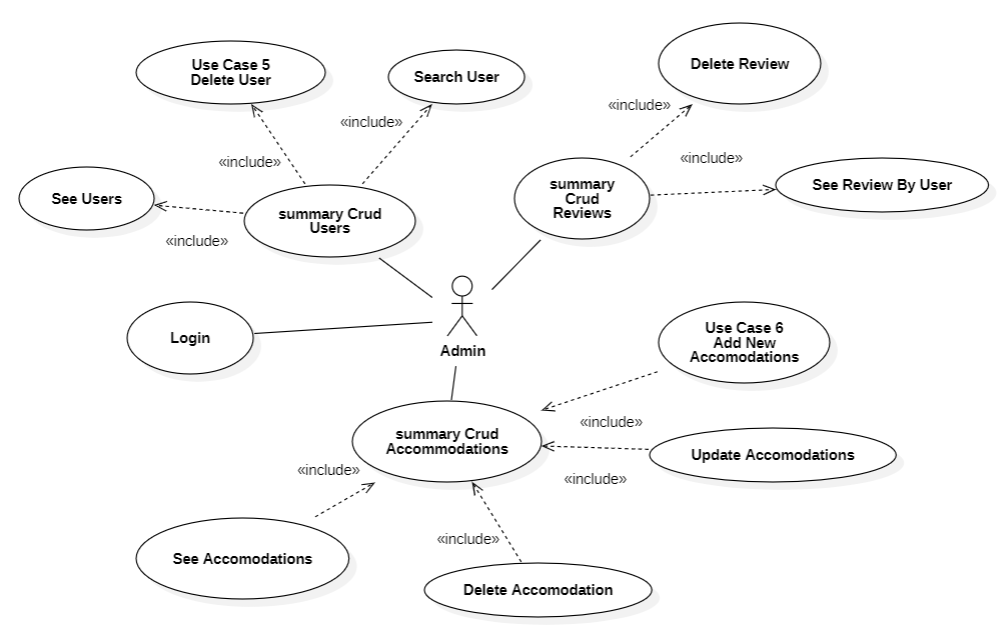 Use Case 5
Delete User
Search User
Delete Review
«include»
«include»
«include»
«include»
See Users
summary Crud
Users
summary
Crud
Reviews
See Review By User
«include»
Login
Admin
Use Case 6
Add New
Accomodations
summary Crud
Accommodations
«include»
Update Accomodations
«include»
«include»
See Accomodations
«include»
Delete Accomodation